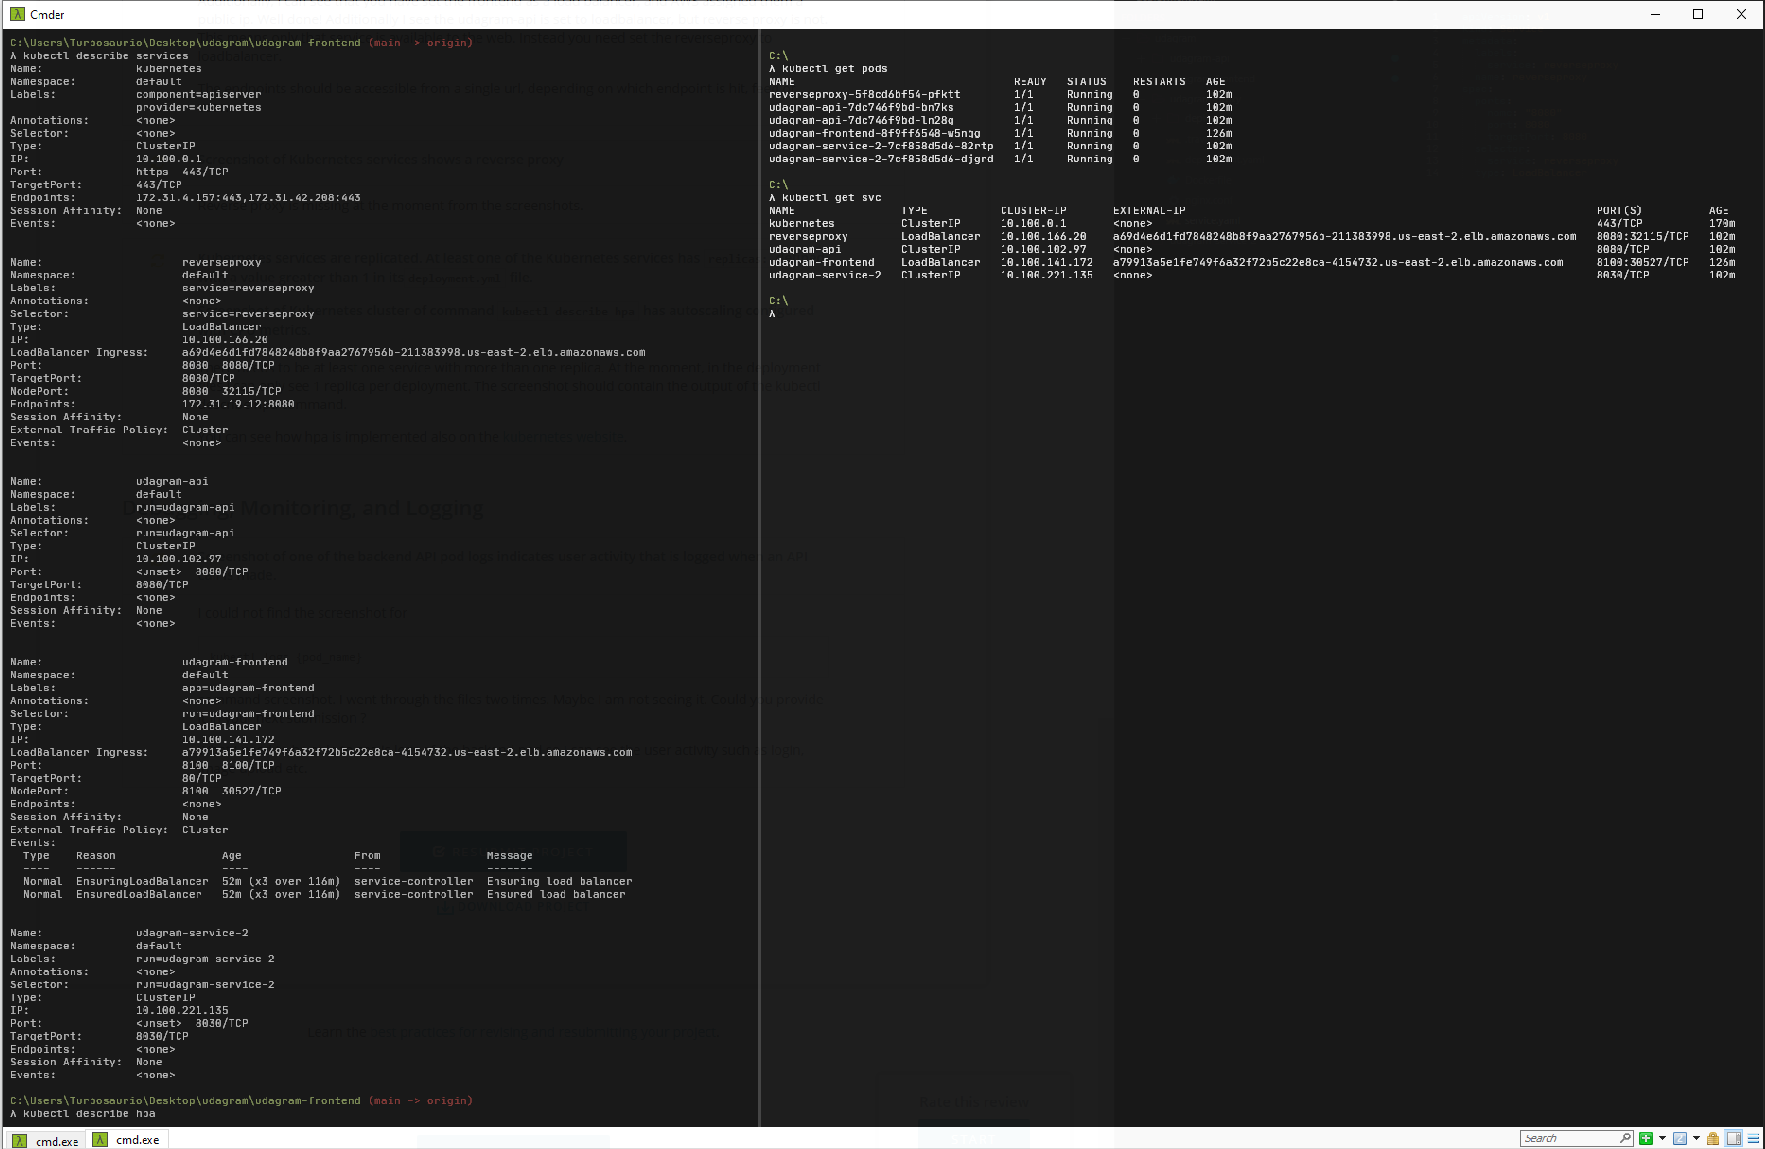 Cmder
C:\Users\Turbosaurio\Desktop\udagram\udagram-frontend (main -> origin)
λ kubectl describe services
Name: kubernetes
Namespace: default
Labels: component=apiserver
provider=kubernetes
Annotations: <none>
Selector: <none>
Type: ClusterIP
IP: 10.100.0.1
Port: https 443/TCP
TargetPort: 443/TCP
Endpoints: 172.31.4.157:443,172.31.42.208:443
Session Affinity: None
Events: <none>
Name: reverseproxy
Namespace: default
Labels: service=reverseproxy
Annotations: <none>
Selector: service=reverseproxy
Type: LoadBalancer
IP: 10.100.166.20
LoadBalancer Ingress: a69d4e6d1fd7848248b8f9aa2767956b-211383998.us-east-2.elb.amazonaws.com
Port: 8080 8080/TCP
TargetPort: 8080/TCP
NodePort: 8080 32115/TCP
Endpoints: 172.31.19.12:8080
Session Affinity: None
External Traffic Policy: Cluster
Events: <none>
Name: udagram-api
Namespace: default
Labels: run=udagram-api
Annotations: <none>
Selector: run=udagram-api
Type: ClusterIP
IP: 10.100.102.97
Port: <unset> 8080/TCP
TargetPort: 8080/TCP
Endpoints: <none>
Session Affinity: None
Events: <none>
Name: udagram-frontend
Namespace: default
Labels: app=udagram-frontend
Annotations: <none>
Selector: run=udagram-frontend
Type: LoadBalancer
IP: 10.100.141.172
LoadBalancer Ingress: a79913a5e1fe749f6a32f72b5c22e8ca-4154732.us-east-2.elb.amazonaws.com
Port: 8100 8100/TCP
TargetPort: 80/TCP
NodePort: 8100 30527/TCP
Endpoints: <none>
Session Affinity: None
External Traffic Policy: Cluster
Events:
Type Reason Age From Message
---- ------ ---- ---- -------
Normal EnsuringLoadBalancer 52m (x3 over 116m) service-controller Ensuring load balancer
Normal EnsuredLoadBalancer 52m (x3 over 116m) service-controller Ensured load balancer
Name: udagram-service-2
Namespace: default
Labels: run=udagram-service-2
Annotations: <none>
Selector: run=udagram-service-2
Type: ClusterIP
IP: 10.100.221.135
Port: <unset> 8030/TCP
TargetPort: 8030/TCP
Endpoints: <none>
Session Affinity: None
Events: <none>
C:\Users\Turbosaurio\Desktop\udagram\udagram-frontend (main -> origin)
λ kubectl describe hpa
C:\
λ kubectl get pods
NAME READY STATUS RESTARTS AGE
reverseproxy-5f8cd6bf54-pfktt 1/1 Running 0 102m
udagram-api-7dc746f9bd-bn7ks 1/1 Running 0 102m
udagram-api-7dc746f9bd-ln28q 1/1 Running 0 102m
udagram-frontend-8f9ff6548-w5nqg 1/1 Running 0 126m
udagram-service-2-7cf858d5d6-82rtp 1/1 Running 0 102m
udagram-service-2-7cf858d5d6-djgrd 1/1 Running 0 102m
C:\
λ kubectl get svc
NAME TYPE CLUSTER-IP EXTERNAL-IP PORT(S) AGE
kubernetes ClusterIP 10.100.0.1 <none> 443/TCP 170m
reverseproxy LoadBalancer 10.100.166.20 a69d4e6d1fd7848248b8f9aa2767956b-211383998.us-east-2.elb.amazonaws.com 8080:32115/TCP 102m
udagram-api ClusterIP 10.100.102.97 <none> 8080/TCP 102m
udagram-frontend LoadBalancer 10.100.141.172 a79913a5e1fe749f6a32f72b5c22e8ca-4154732.us-east-2.elb.amazonaws.com 8100:30527/TCP 126m
udagram-service-2 ClusterIP 10.100.221.135 <none> 8030/TCP 102m
C:\
λ
cmd.exe cmd.exe
Search